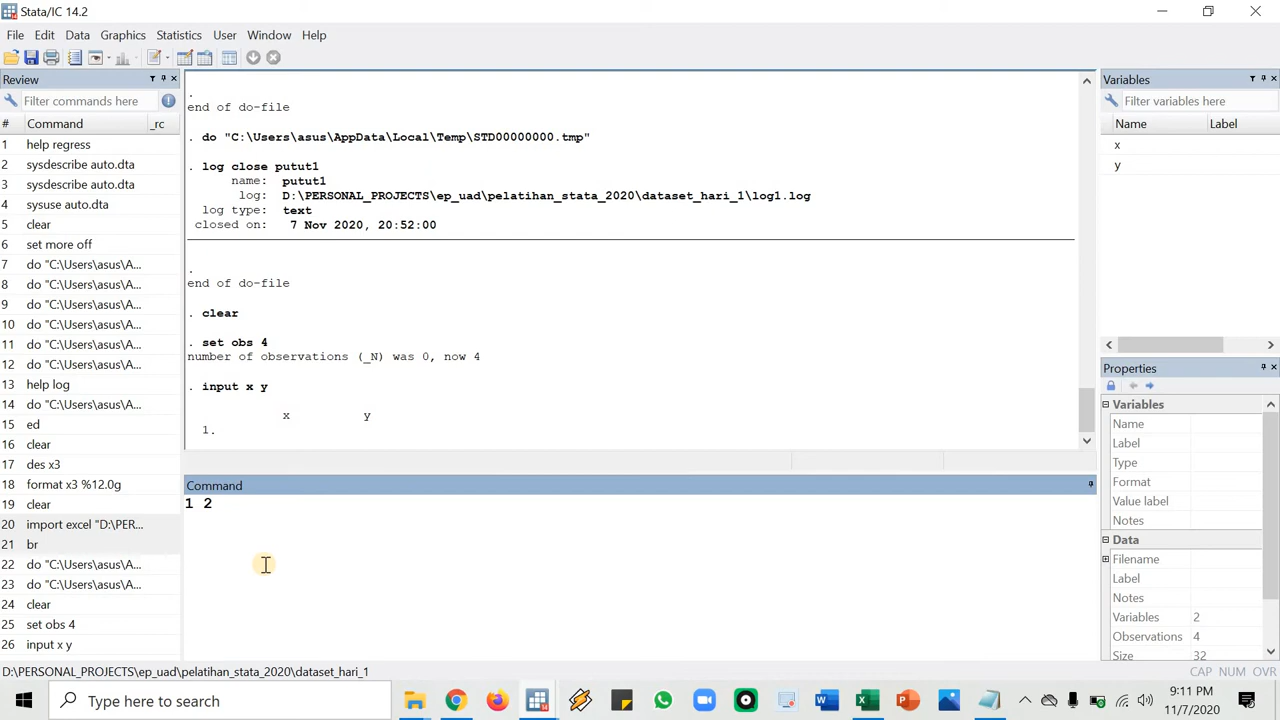 Stata/IC 14.2
File Edit Data Graphics Statistics User Window Help
Review
Filter commands here
# Command _rc
1 help regress
2 sysdescribe auto.dta
3 sysdescribe auto.dta
4 sysuse auto.dta
5 clear
6 set more off
7 do "C:\Users\asus\A...
8 do "C:\Users\asus\A...
9 do "C:\Users\asus\A...
10 do "C:\Users\asus\A...
11 do "C:\Users\asus\A...
12 do "C:\Users\asus\A...
13 help log
14 do "C:\Users\asus\A...
15 ed
16 clear
17 des x3
18 format x3 %12.0g
19 clear
20 import excel "D:\PER...
21 br
22 do "C:\Users\asus\A...
23 do "C:\Users\asus\A...
24 clear
25 set obs 4
26 input x y
.
end of do-file
. do "C:\Users\asus\AppData\Local\Temp\STD00000000.tmp"
. log close putut1
name: putut1
log: D:\PERSONAL_PROJECTS\ep_uad\pelatihan_stata_2020\dataset_hari_1\log1.log
log type: text
closed on: 7 Nov 2020, 20:52:00
.
end of do-file
. clear
. set obs 4
number of observations (_N) was 0, now 4
. input x y
x y
1.
Command
1 2
Variables
Filter variables here
Name Label
x
y
Properties
Variables
Name
Label
Type
Format
Value label
Notes
Data
Filename
Label
Notes
Variables 2
Observations 4
Size 32
D:\PERSONAL_PROJECTS\ep_uad\pelatihan_stata_2020\dataset_hari_1
CAP NUM OVR
Type here to search
9:11 PM
11/7/2020